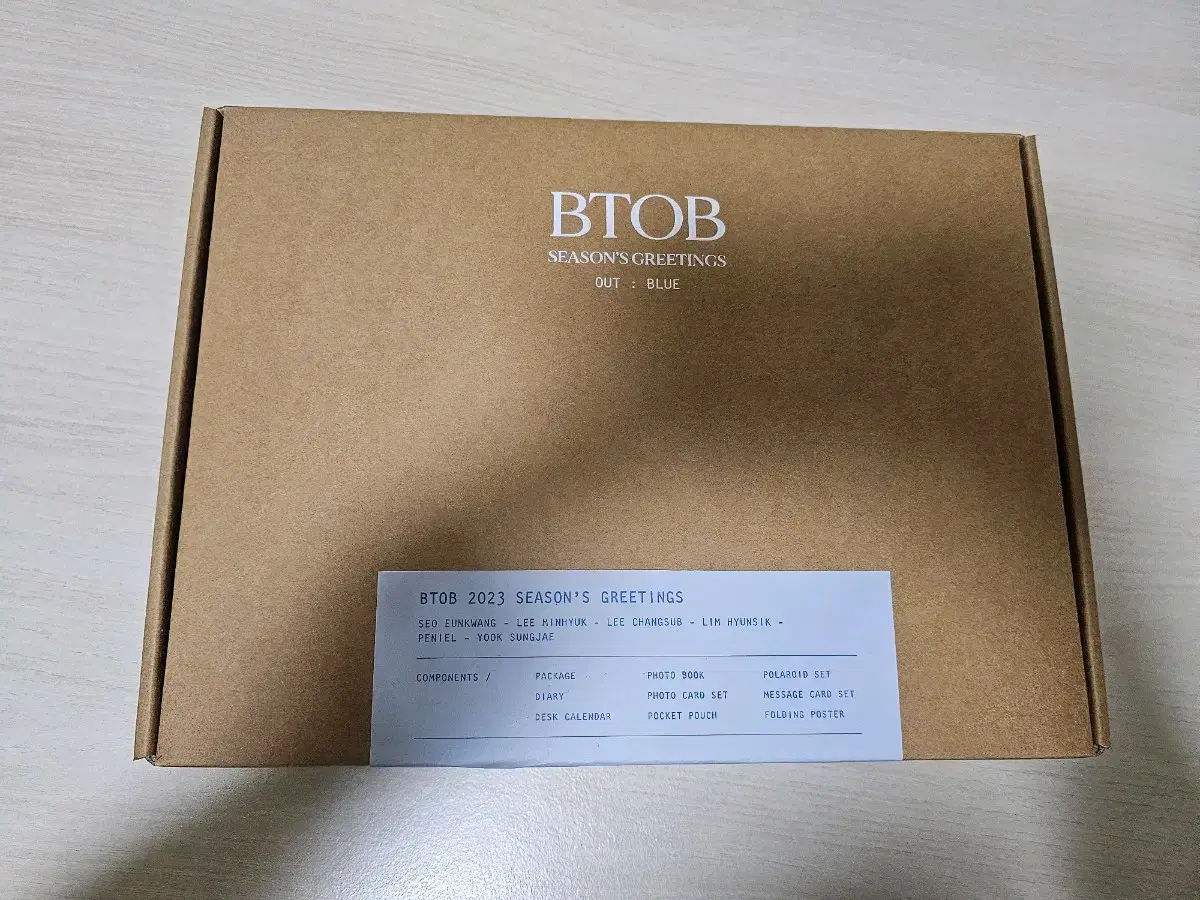 BTOB
SEASON'S GREETINGS
OUT : BLUE
BTOB 2023 SEASON'S GREETINGS
SEO EUNKWANG - LEE MINHYUK - LEE CHANGSUB - LIM HYUNSIK -
PENIEL - YOOK SUNGJAE
COMPONENTS / PACKAGE PHOTO BOOK POLAROID SET
DIARY PHOTO CARD SET MESSAGE CARD SET
DESK CALENDAR POCKET POUCH FOLDING POSTER